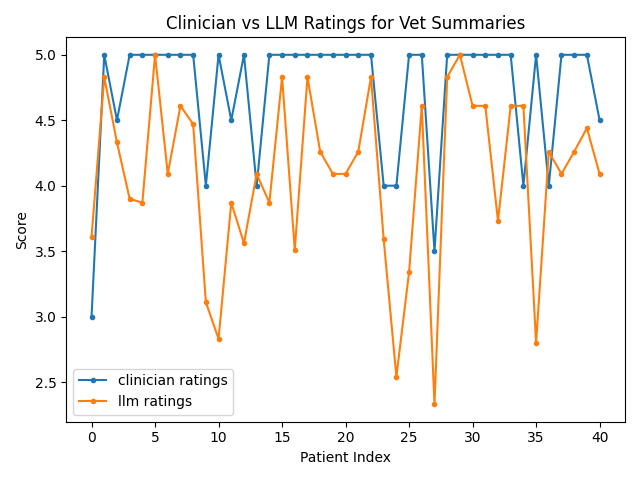 Clinician vs LLM Ratings for Vet Summaries
5.0
4.5
4.0
3.5
3.0
2.5
Score
clinician ratings
llm ratings
0 5 10 15 20 25 30 35 40
Patient Index